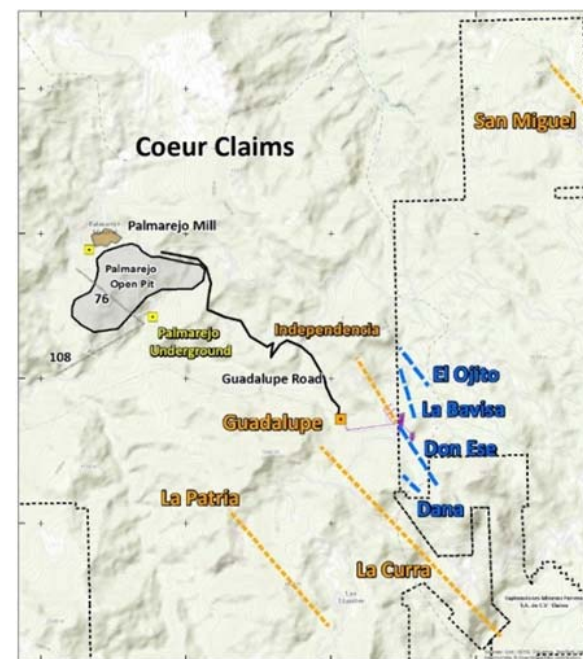 San Miguel
Coeur Claims
Palmarejo Mill
Palmarejo
Open Pit
76
Independencia
Palmarejo
Underground
108
El Ojito
Guadalupe Road
La Bavisa
Guadalupe
Don Ese
La Patria
Dana
La Curra